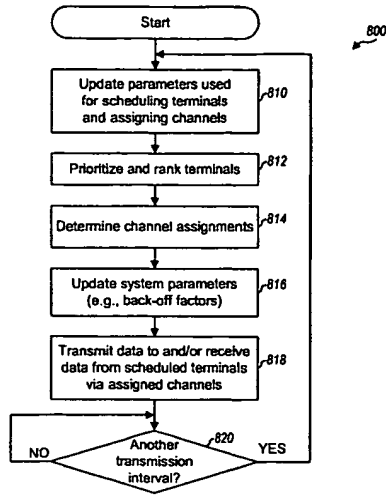 Start
800
Update parameters used
for scheduling terminals
and assigning channels
810
Prioritize and rank terminals
812
Determine channel assignments
814
Update system parameters
(e.g., back-off factors)
816
Transmit data to and/or receive
data from scheduled terminals
via assigned channels
818
820
NO
Another
transmission
interval?
YES